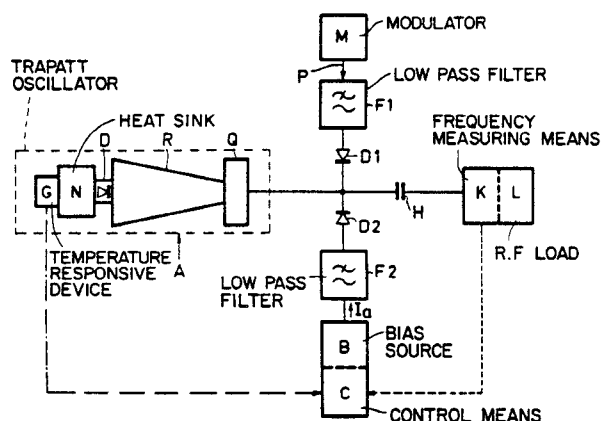 M
MODULATOR
TRAPATT
OSCILLATOR
P
LOW PASS FILTER
F1
HEAT SINK
D
R
Q
FREQUENCY
MEASURING MEANS
D1
G
N
K
L
H
TEMPERATURE
RESPONSIVE
DEVICE
A
D2
R.F LOAD
LOW PASS
FILTER
F2
Ia
B
BIAS
SOURCE
C
CONTROL MEANS